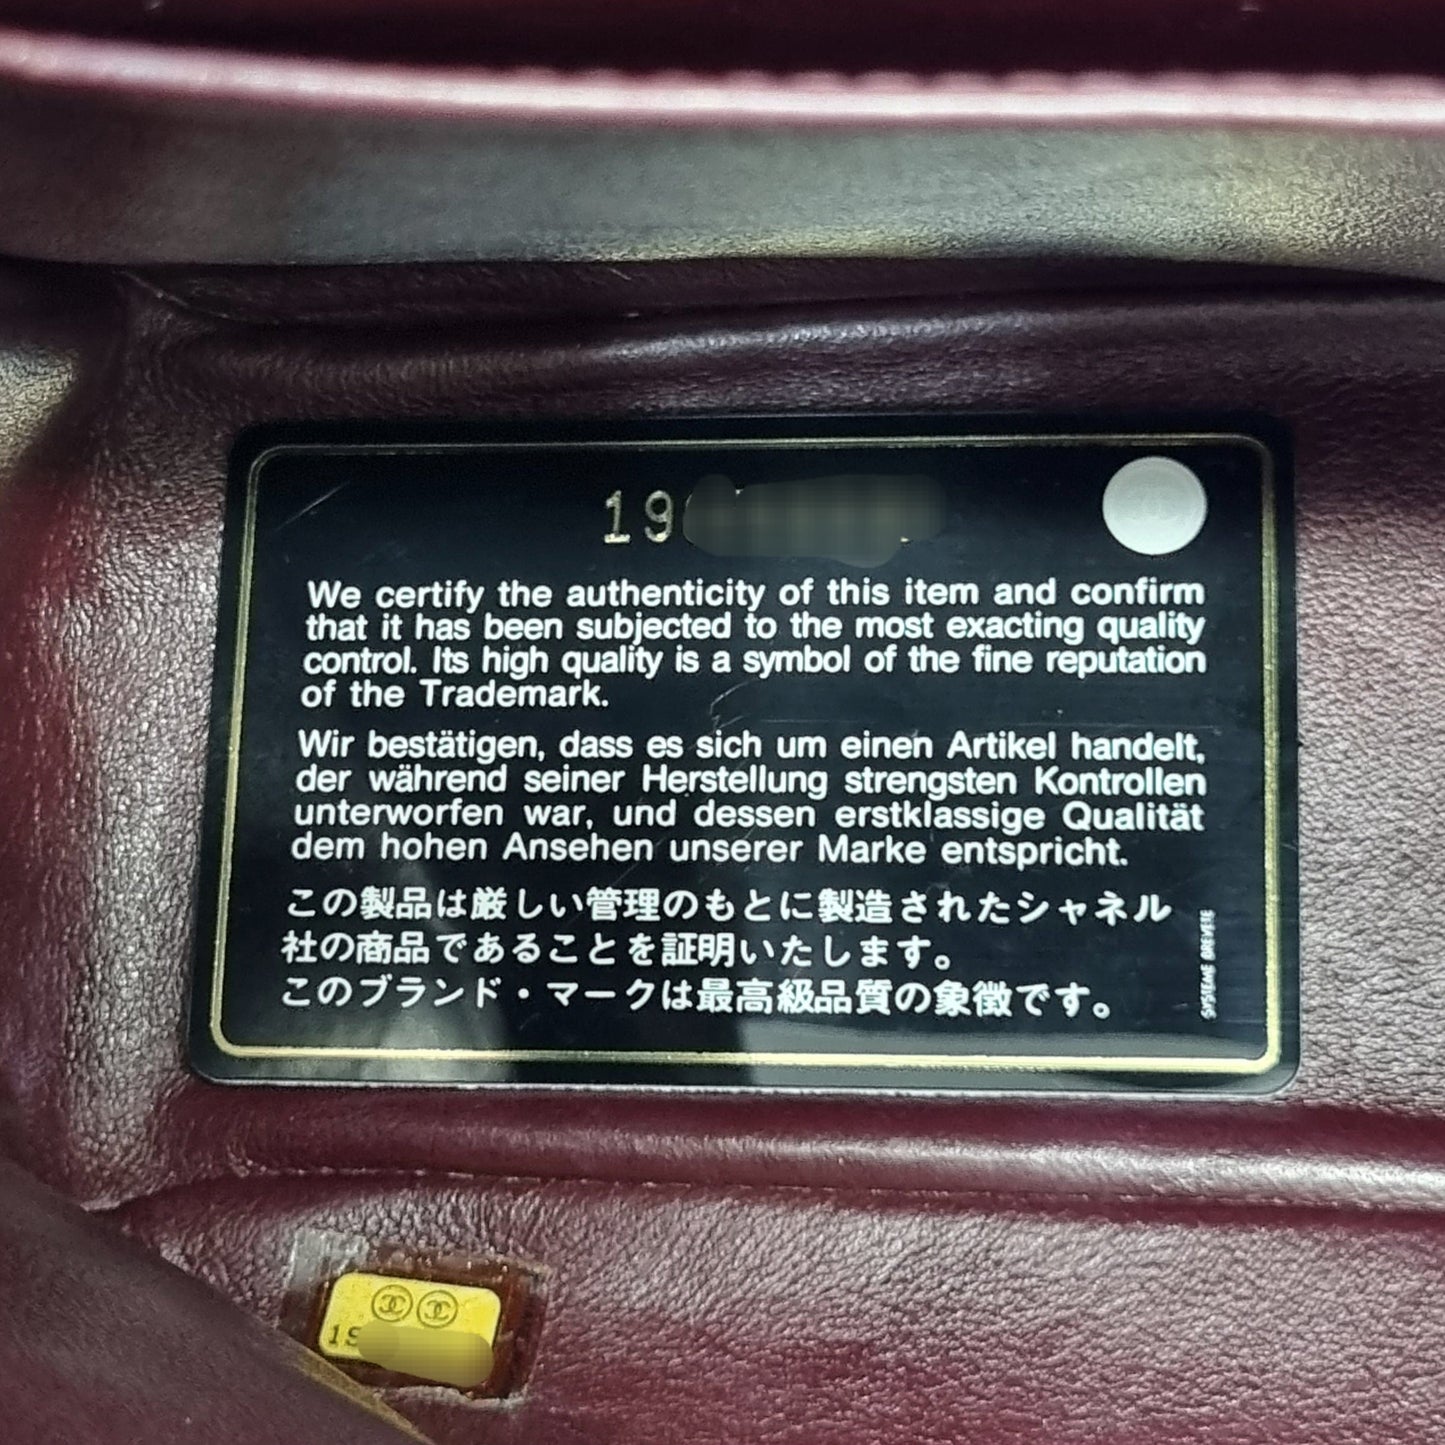 19
We certify the authenticity of this item and confirm
that it has been subjected to the most exacting quality
control. Its high quality is a symbol of the fine reputation
of the Trademark.
Wir bestätigen, dass es sich um einen Artikel handelt,
der während seiner Herstellung strengsten Kontrollen
unterworfen war, und dessen erstklassige Qualität
dem hohen Ansehen unserer Marke entspricht.
この製品は厳しい管理のもとに製造されたシャネル
社の商品であることを証明いたします。
このブランド・マークは最高級品質の象徴です。
SYSTEME BREVETE
19